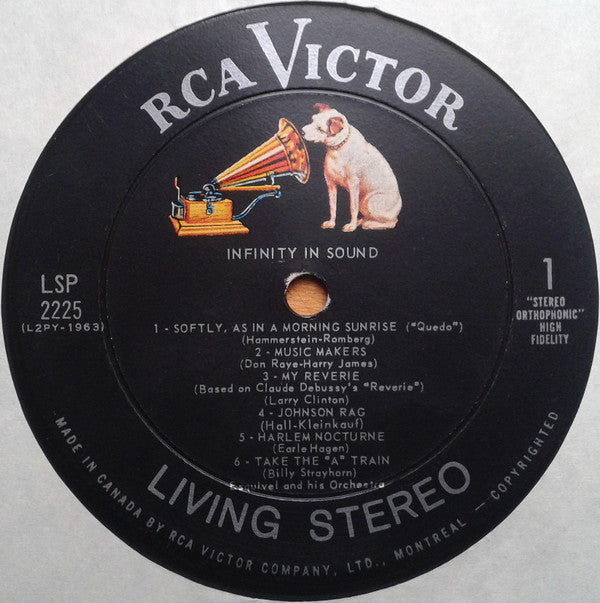 RCA VICTOR
INFINITY IN SOUND
LSP
2225
(L2PY-1963)
1
"STEREO
ORTHOPHONIC"
HIGH
FIDELITY
1 - SOFTLY, AS IN A MORNING SUNRISE ("Quedo")
(Hammerstein-Romberg)
2 - MUSIC MAKERS
(Don Raye-Harry James)
3 - MY REVERIE
(Based on Claude Debussy's "Reverie")
(Larry Clinton)
4 - JOHNSON RAG
(Hall-Kleinkauf)
5 - HARLEM NOCTURNE
(Earle Hagen)
6 - TAKE THE "A" TRAIN
(Billy Strayhorn)
Esquivel and his Orchestra
LIVING STEREO
MADE IN CANADA BY RCA VICTOR COMPANY, LTD., MONTREAL – COPYRIGHTED